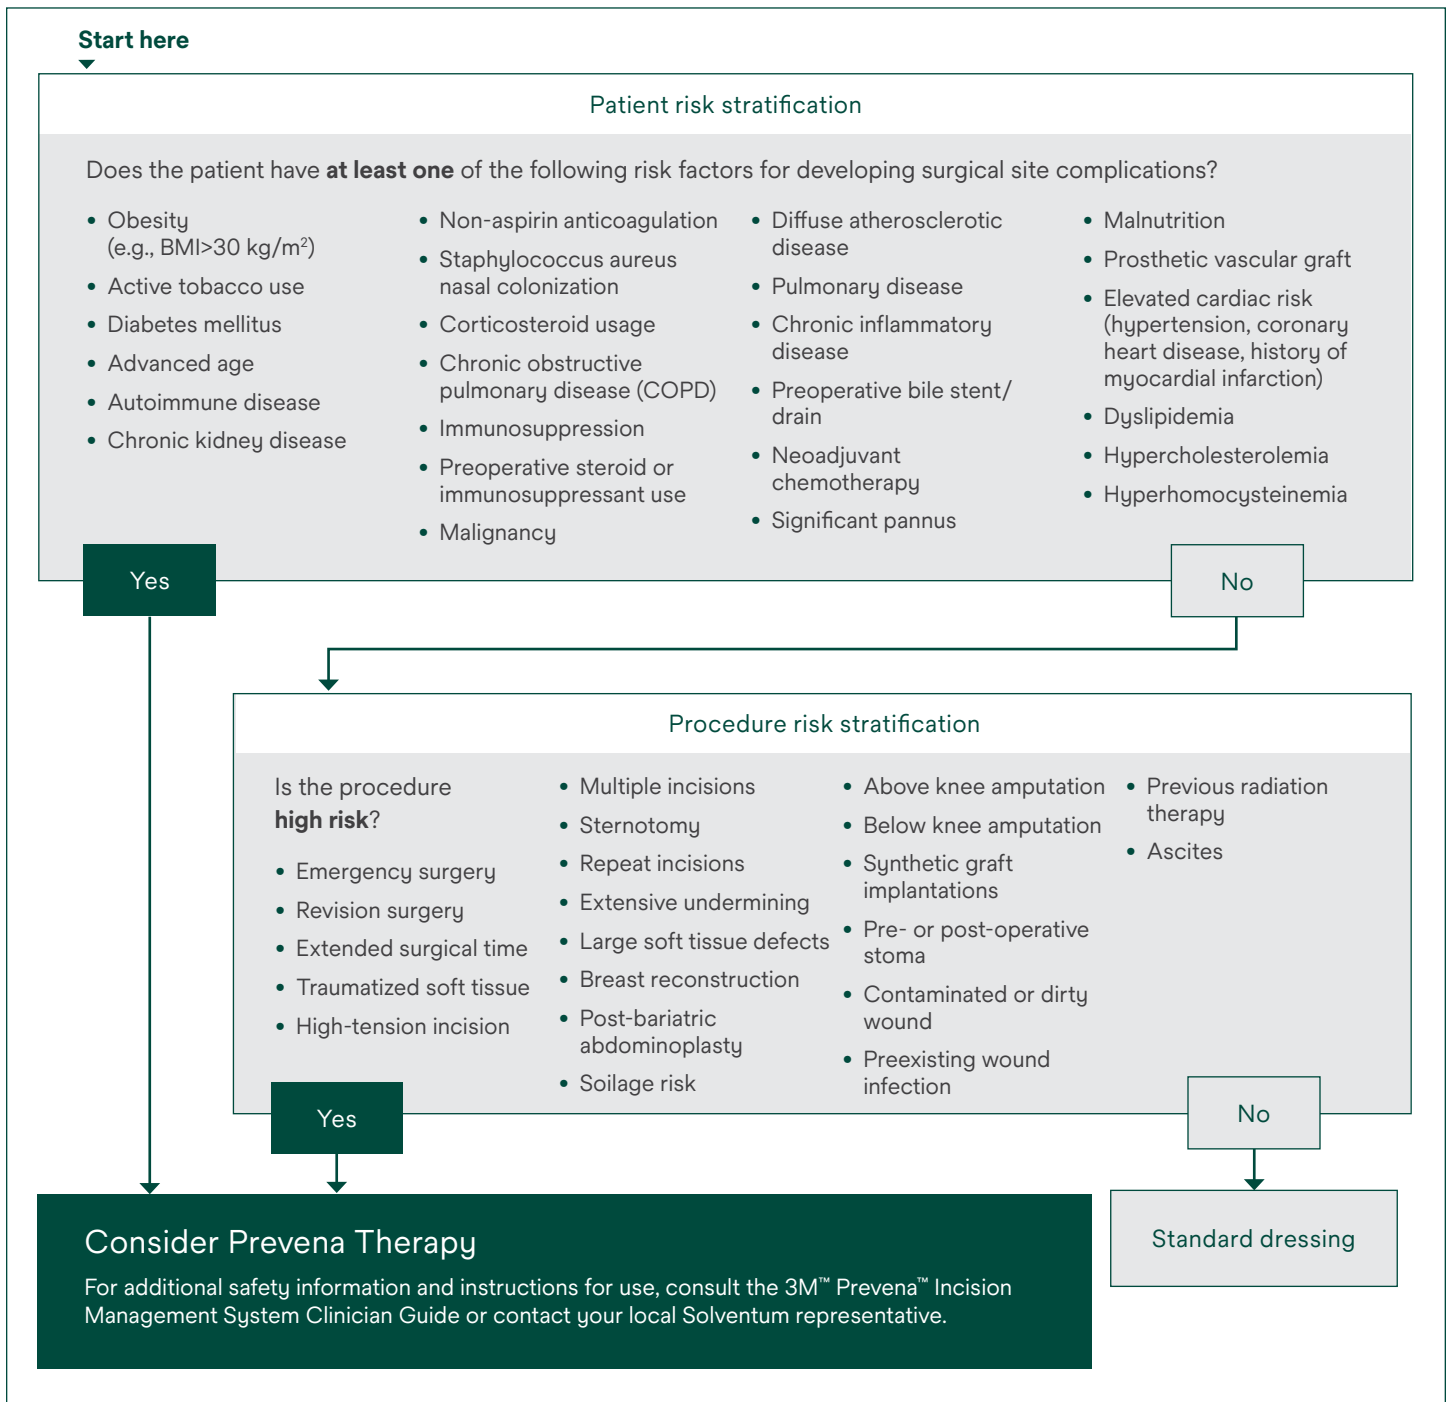 Start here
Patient risk stratification
Does the patient have at least one of the following risk factors for developing surgical site complications?
• Obesity
(e.g., BMI>30 kg/m²)
• Active tobacco use
• Diabetes mellitus
• Advanced age
• Autoimmune disease
• Chronic kidney disease
• Non-aspirin anticoagulation
• Staphylococcus aureus
nasal colonization
• Corticosteroid usage
• Chronic obstructive
pulmonary disease (COPD)
• Immunosuppression
• Preoperative steroid or
immunosuppressant use
• Malignancy
• Diffuse atherosclerotic
disease
• Pulmonary disease
• Chronic inflammatory
disease
• Preoperative bile stent/
drain
• Neoadjuvant
chemotherapy
• Significant pannus
• Malnutrition
• Prosthetic vascular graft
• Elevated cardiac risk
(hypertension, coronary
heart disease, history of
myocardial infarction)
• Dyslipidemia
• Hypercholesterolemia
• Hyperhomocysteinemia
Yes
No
Procedure risk stratification
Is the procedure
high risk?
• Emergency surgery
• Revision surgery
• Extended surgical time
• Traumatized soft tissue
• High-tension incision
• Multiple incisions
• Sternotomy
• Repeat incisions
• Extensive undermining
• Large soft tissue defects
• Breast reconstruction
• Post-bariatric
abdominoplasty
• Soilage risk
• Above knee amputation
• Below knee amputation
• Synthetic graft
implantations
• Pre- or post-operative
stoma
• Contaminated or dirty
wound
• Preexisting wound
infection
• Previous radiation
therapy
• Ascites
Yes
No
Consider Prevena Therapy
For additional safety information and instructions for use, consult the 3M™ Prevena™ Incision
Management System Clinician Guide or contact your local Solventum representative.
Standard dressing